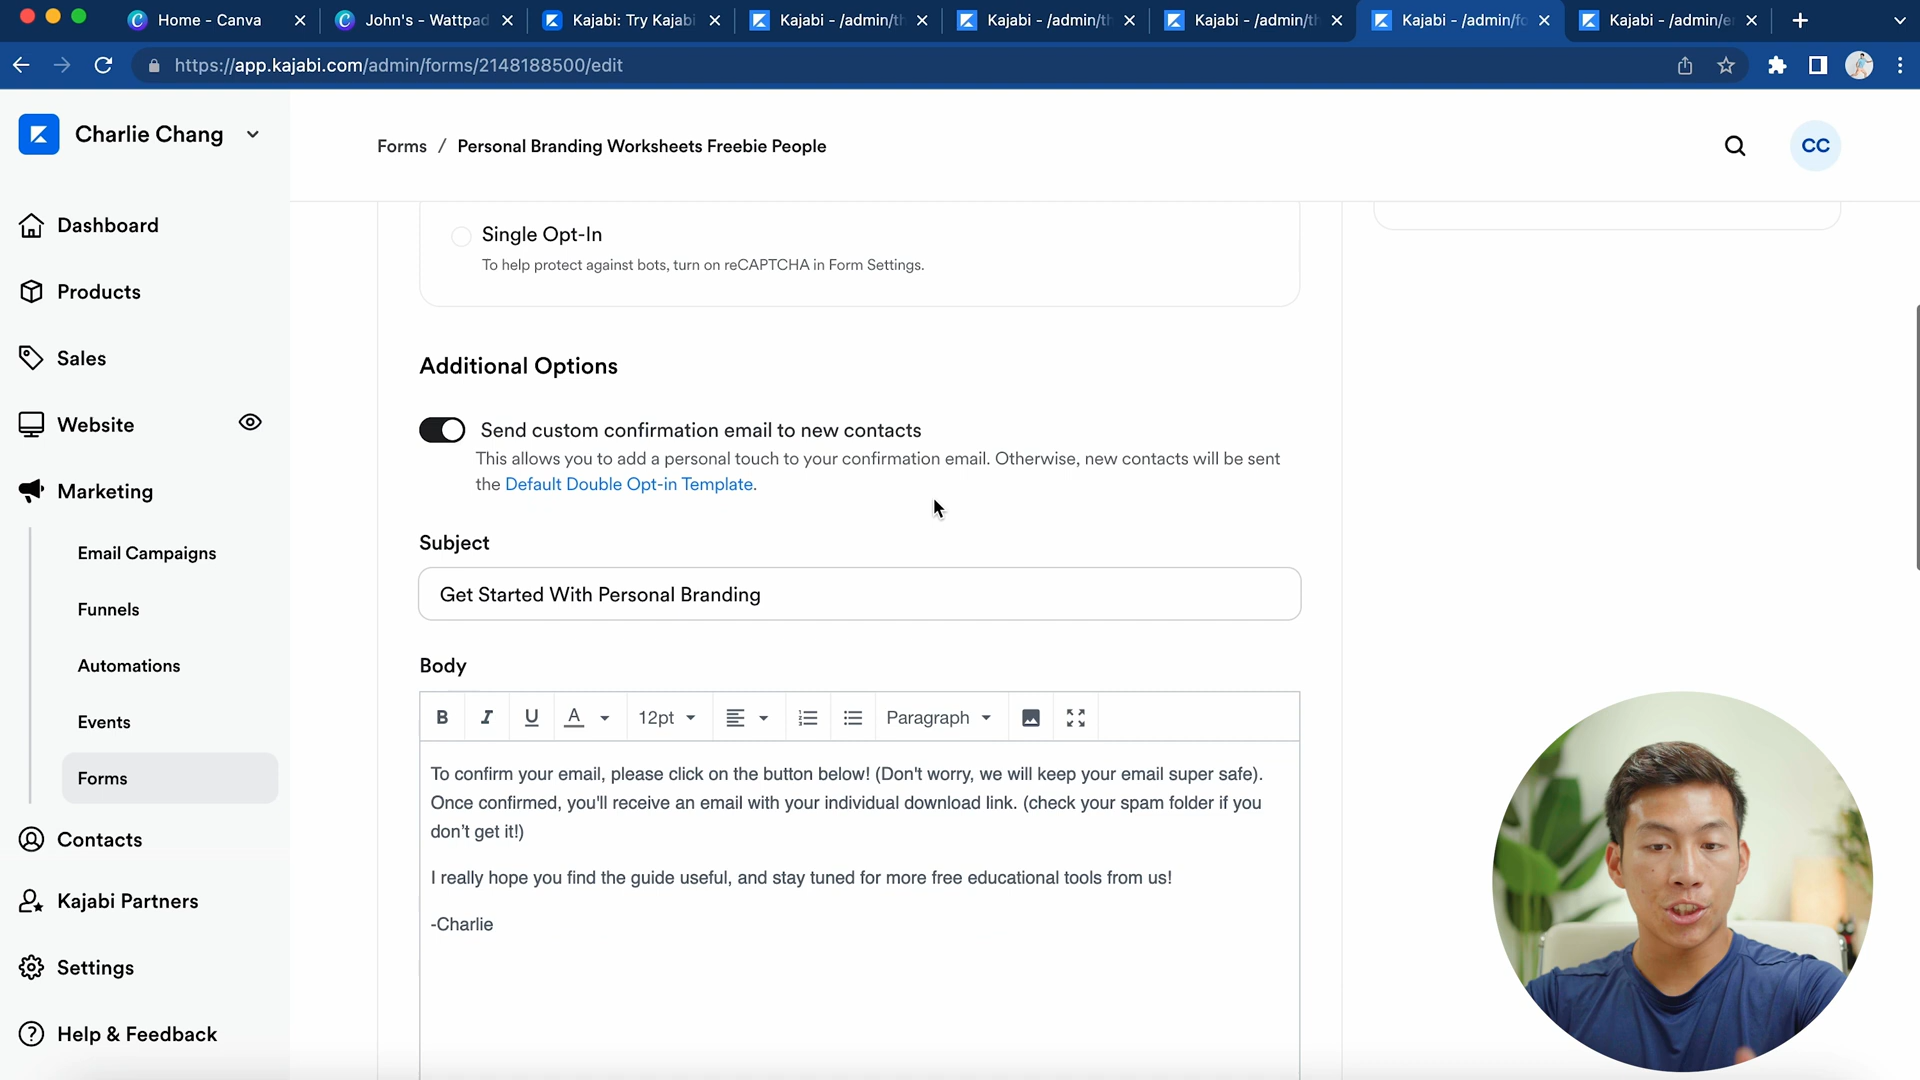 Home - Canva
John's - Wattpad
Kajabi: Try Kajabi
Kajabi - /admin/th
Kajabi - /admin/th
Kajabi - /admin/th
Kajabi - /admin/fo
Kajabi - /admin/e
https://app.kajabi.com/admin/forms/2148188500/edit
Charlie Chang
Forms / Personal Branding Worksheets Freebie People
CC
Dashboard
Products
Sales
Website
Marketing
Email Campaigns
Funnels
Automations
Events
Forms
Contacts
Kajabi Partners
Settings
Help & Feedback
Single Opt-In
To help protect against bots, turn on reCAPTCHA in Form Settings.
Additional Options
Send custom confirmation email to new contacts
This allows you to add a personal touch to your confirmation email. Otherwise, new contacts will be sent
the Default Double Opt-in Template.
Subject
Get Started With Personal Branding
Body
B I U A 12pt Paragraph
To confirm your email, please click on the button below! (Don't worry, we will keep your email super safe).
Once confirmed, you'll receive an email with your individual download link. (check your spam folder if you
don't get it!)
I really hope you find the guide useful, and stay tuned for more free educational tools from us!
-Charlie